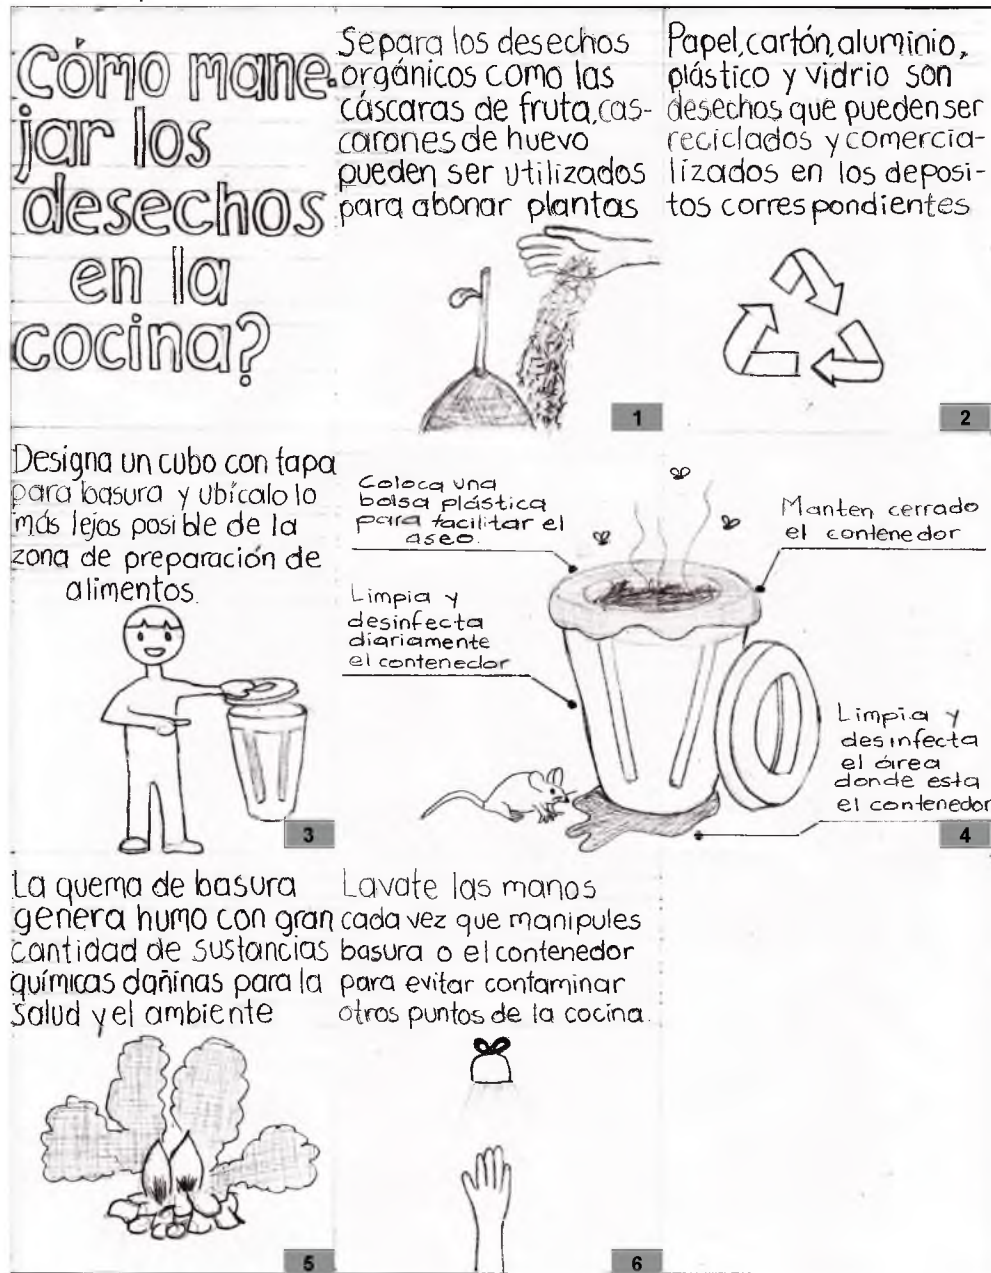 Cómo mane-
jar los
desechos
en la
cocina?
Separa los desechos
orgánicos como las
cáscaras de fruta, cas-
carones de huevo
pueden ser utilizados
para abonar plantas
1
Papel, cartón, aluminio,
plástico y vidrio son
desechos que pueden ser
reciclados y comercia-
lizados en los deposi-
tos correspondientes
2
Designa un cubo con tapa
para basura y ubícalo lo
más lejos posible de la
zona de preparación de
alimentos.
3
Coloca una
bolsa plástica
para facilitar el
aseo.
Limpia y
desinfecta
diariamente
el contenedor
Manten cerrado
el contenedor
Limpia y
desinfecta
el área
donde esta
el contenedor
4
La quema de basura
genera humo con gran
cantidad de sustancias
químicas dañinas para la
salud y el ambiente
5
Lavate las manos
cada vez que manipules
basura o el contenedor
para evitar contaminar
otros puntos de la cocina.
6